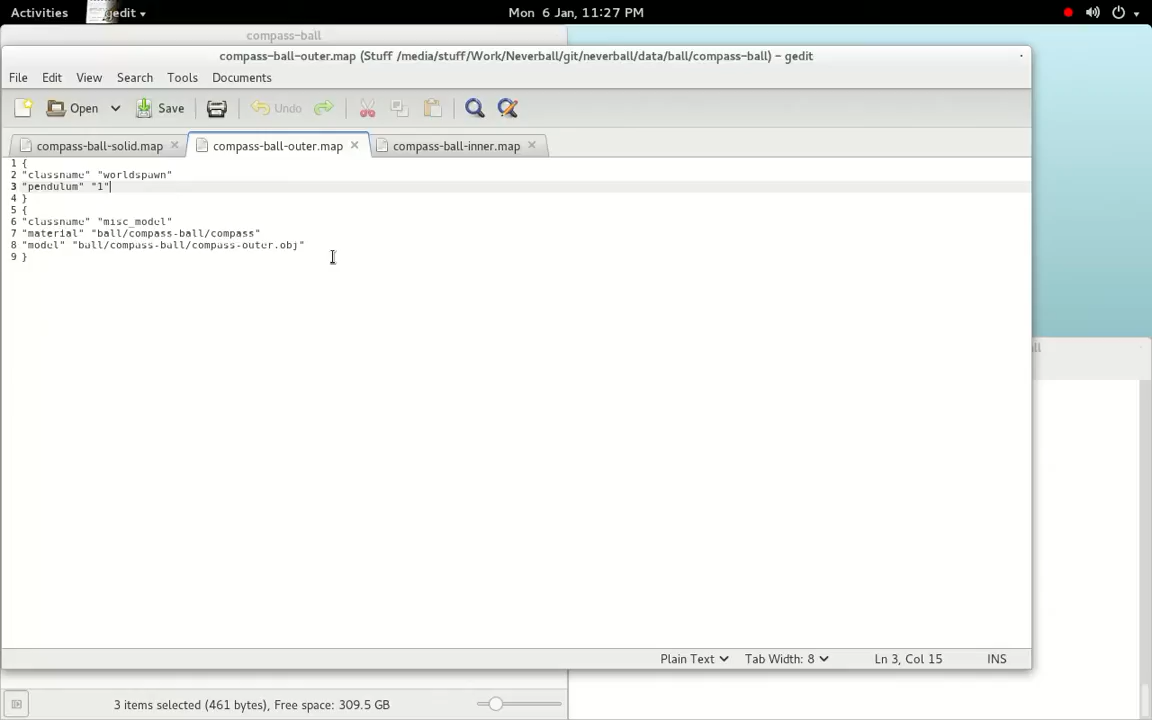 Activities gedit Mon 6 Jan, 11:27 PM
compass-ball
compass-ball-outer.map (Stuff /media/stuff/Work/Neverball/git/neverball/data/ball/compass-ball) - gedit
File Edit View Search Tools Documents
Open Save Undo
compass-ball-solid.map compass-ball-outer.map compass-ball-inner.map
1 {
2 "classname" "worldspawn"
3 "pendulum" "1"
4 }
5 {
6 "classname" "misc_model"
7 "material" "ball/compass-ball/compass"
8 "model" "ball/compass-ball/compass-outer.obj"
9 }
all
Plain Text Tab Width: 8 Ln 3, Col 15 INS
3 items selected (461 bytes), Free space: 309.5 GB